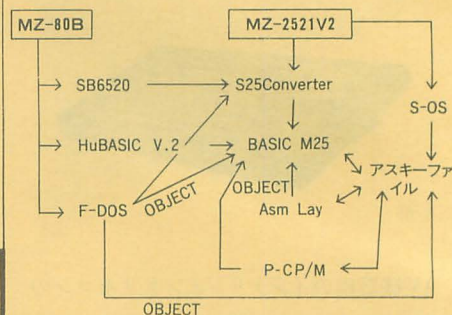 MZ-80B
MZ-2521V2
SB6520
S25Converter
S-OS
HuBASIC V.2
BASIC M25
アスキーファ
イル
OBJECT
OBJECT
F-DOS
Asm Lay
P-CP/M
OBJECT